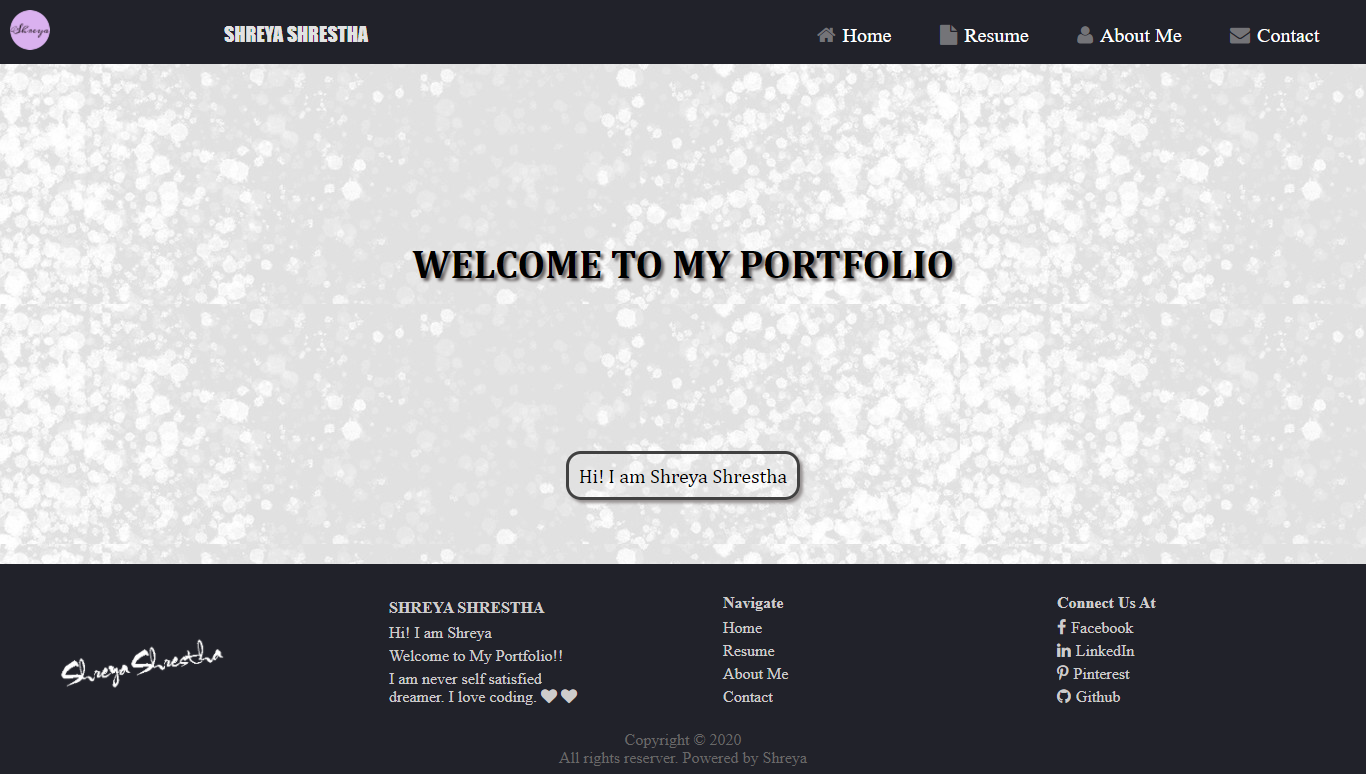 Shreya
SHREYA SHRESTHA
Home
Resume
About Me
Contact
WELCOME TO MY PORTFOLIO
Hi! I am Shreya Shrestha
Shreya Shrestha
SHREYA SHRESTHA
Hi! I am Shreya
Welcome to My Portfolio!!
I am never self satisfied
dreamer. I love coding.
Navigate
Home
Resume
About Me
Contact
Connect Us At
Facebook
LinkedIn
Pinterest
Github
Copyright © 2020
All rights reserver. Powered by Shreya